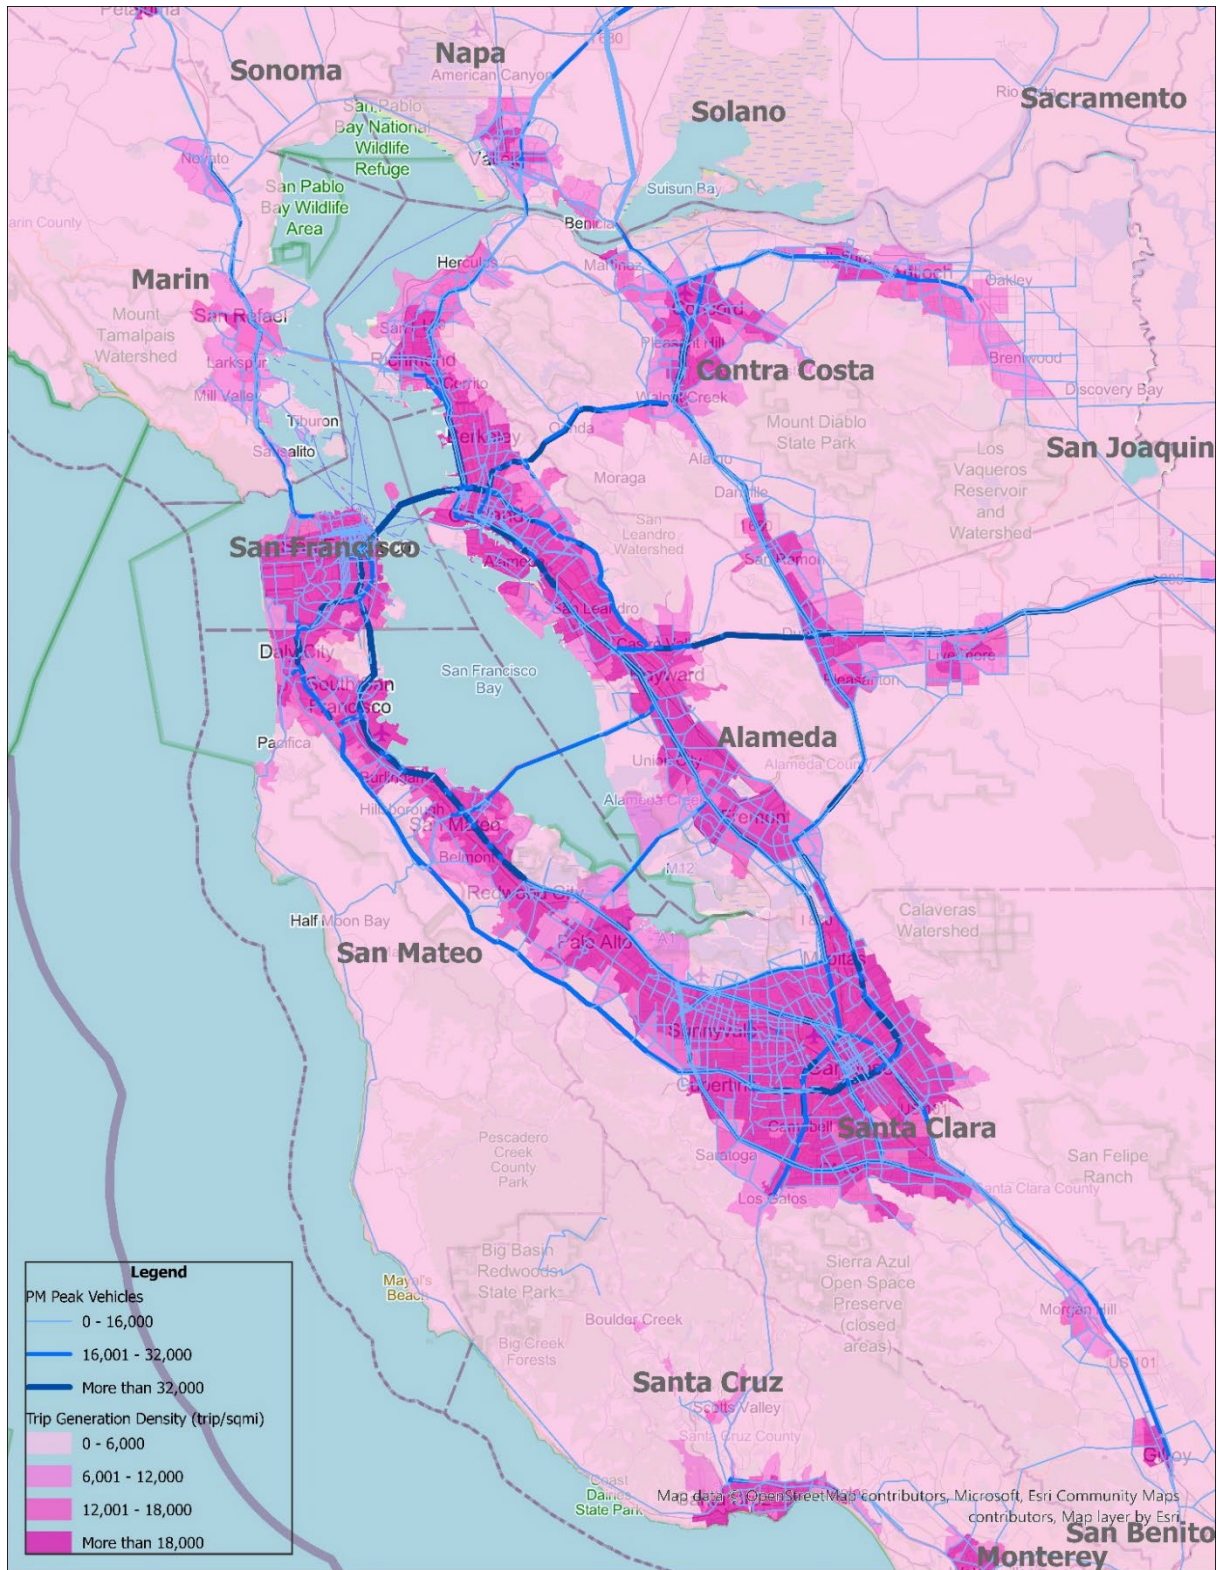 Petaluma
Sonoma
Napa
American Canyon
I 680
Solano
Rio Vista
Sacramento
San Pablo
Bay National
Wildlife
Refuge
Novato
San Pablo
Bay Wildlife
Area
Vallejo
Suisun Bay
Benicia
Marin
Hercules
Martinez
Antioch
Oakley
San Rafael
Mount
Tamalpais
Watershed
Concord
Pleasant Hill
Richmond
Brentwood
Larkspur
Contra Costa
Cerrito
Discovery Bay
Mill Valley
Walnut Creek
Tiburon
Berkeley
Orinda
Mount Diablo
State Park
Sausalito
San Joaquin
Los
Vaqueros
Reservoir
and
Watershed
Alamo
Moraga
Danville
San Francisco
Oakland
San
Leandro
Watershed
I 680
Alameda
San Ramon
San Leandro
Daly City
Castro Valley
Livermore
San Francisco
Bay
Hayward
Pleasanton
South San
Francisco
Pacifica
Alameda
Union City
Alameda County
Burlingame
Hillsborough
Alameda Creek
San Mateo
Fremont
Belmont
M12
Redwood City
Half Moon Bay
Calaveras
Watershed
I 880
San Mateo
Palo Alto
A1
Milpitas
Sunnyvale
Cupertino
US 101
Campbell
Santa Clara
Saratoga
Pescadero
Creek
County
Park
San Felipe
Ranch
Los Gatos
Santa Clara County
Big Basin
Redwoods
State Park
Sierra Azul
Open Space
Preserve
(closed
areas)
Boulder Creek
Big Creek
Forests
Morgan Hill
US 101
Santa Cruz
Scotts Valley
Santa Cruz County
Gilroy
Coast
Dairies
State Park
Legend
PM Peak Vehicles
0 - 16,000
16,001 - 32,000
More than 32,000
Trip Generation Density (trip/sqmi)
0 - 6,000
6,001 - 12,000
12,001 - 18,000
More than 18,000
Map data © OpenStreetMap contributors, Microsoft, Esri Community Maps
contributors, Map layer by Esri
San Benito
Monterey